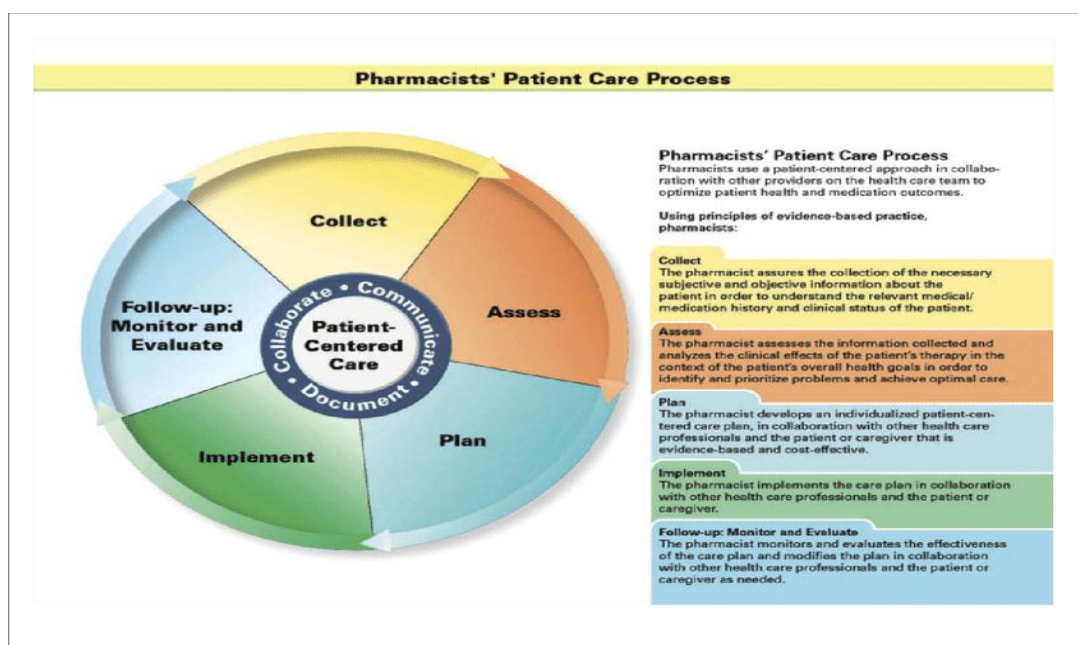 Pharmacists' Patient Care Process
Collect
Assess
Plan
Implement
Follow-up:
Monitor and
Evaluate
Patient-
Centered
Care
Collaborate • Communicate • Document •
Pharmacists' Patient Care Process
Pharmacists use a patient-centered approach in collabo-
ration with other providers on the health care team to
optimize patient health and medication outcomes.
Using principles of evidence-based practice,
pharmacists:
Collect
The pharmacist assures the collection of the necessary
subjective and objective information about the
patient in order to understand the relevant medical/
medication history and clinical status of the patient.
Assess
The pharmacist assesses the information collected and
analyzes the clinical effects of the patient's therapy in the
context of the patient's overall health goals in order to
identify and prioritize problems and achieve optimal care.
Plan
The pharmacist develops an individualized patient-cen-
tered care plan, in collaboration with other health care
professionals and the patient or caregiver that is
evidence-based and cost-effective.
Implement
The pharmacist implements the care plan in collaboration
with other health care professionals and the patient or
caregiver.
Follow-up: Monitor and Evaluate
The pharmacist monitors and evaluates the effectiveness
of the care plan and modifies the plan in collaboration
with other health care professionals and the patient or
caregiver as needed.